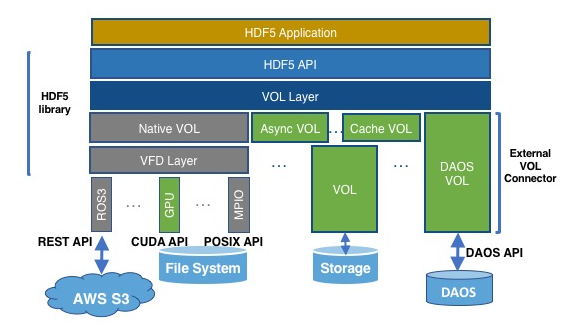 HDF5 Application
HDF5 API
HDF5
library
VOL Layer
Native VOL
Async VOL
...
Cache VOL
VFD Layer
...
...
DAOS
VOL
External
VOL
Connector
ROS3
...
GPU
...
MPIO
VOL
REST API
CUDA API
POSIX API
DAOS API
AWS S3
File System
Storage
DAOS